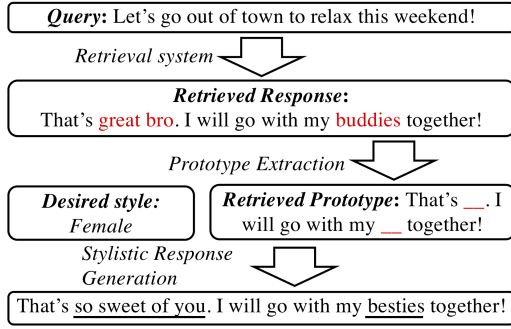 Query: Let's go out of town to relax this weekend!
Retrieval system
Retrieved Response:
That's great bro. I will go with my buddies together!
Prototype Extraction
Desired style:
Female
Retrieved Prototype: That's __. I
will go with my __ together!
Stylistic Response
Generation
That's so sweet of you. I will go with my besties together!